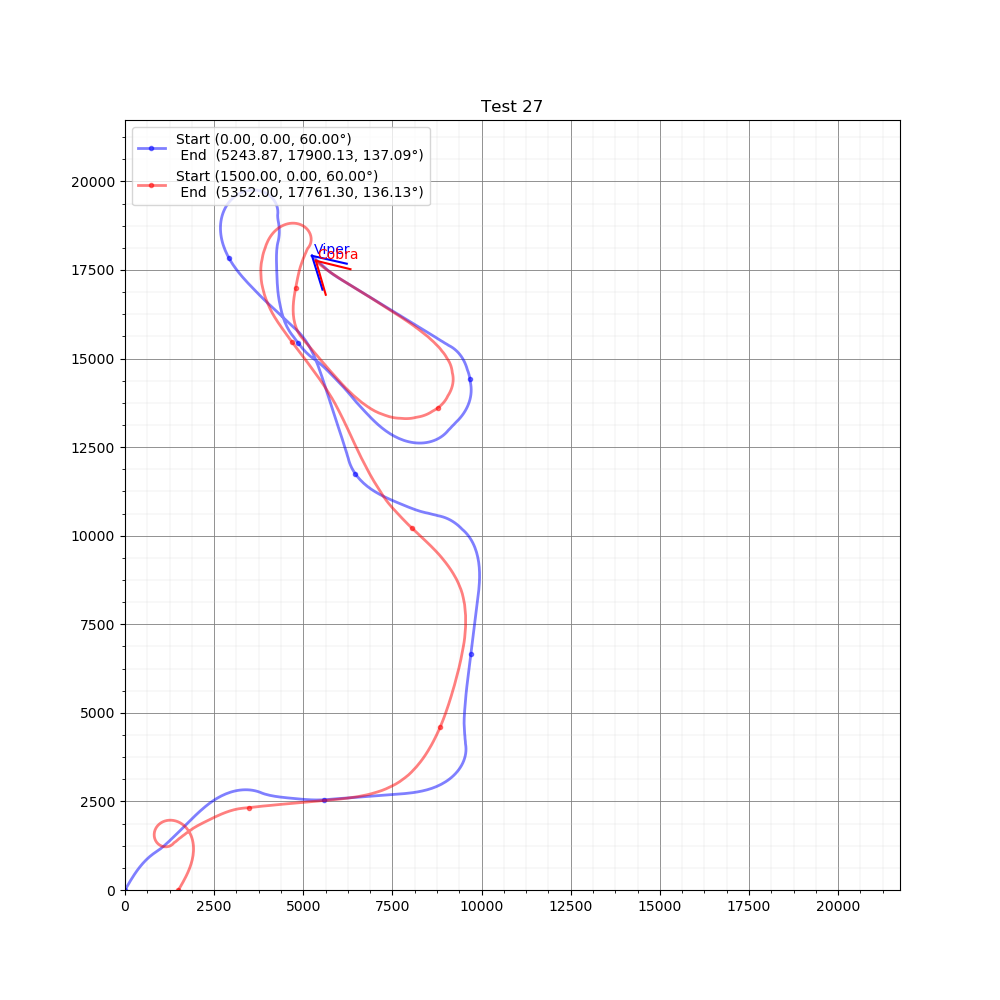 Test 27
Start (0.00, 0.00, 60.00°)
End (5243.87, 17900.13, 137.09°)
Start (1500.00, 0.00, 60.00°)
End (5352.00, 17761.30, 136.13°)
Viper
Cobra
20000
17500
15000
12500
10000
7500
5000
2500
0
0 2500 5000 7500 10000 12500 15000 17500 20000